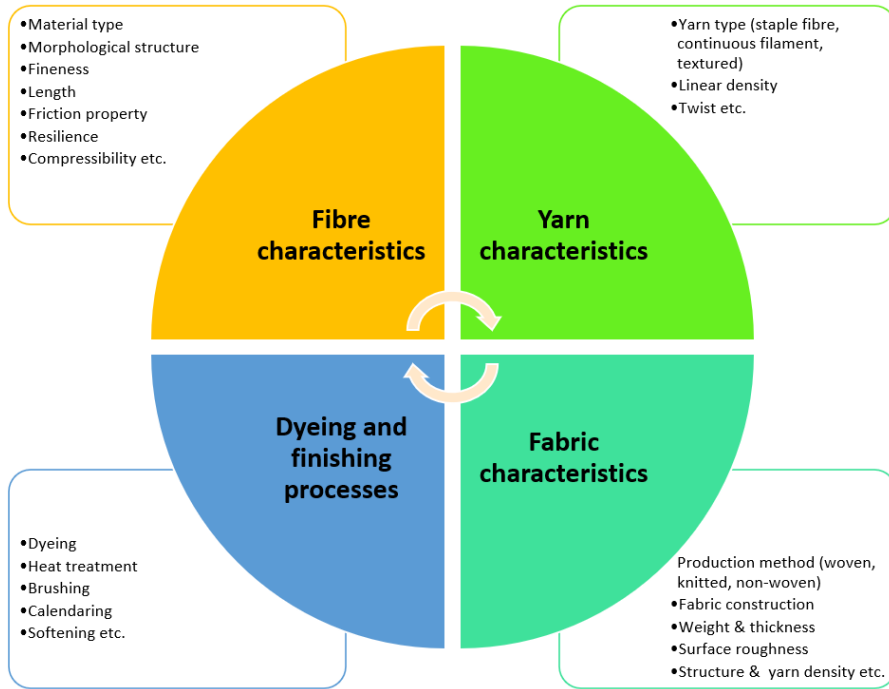 •Material type
•Morphological structure
•Fineness
•Length
•Friction property
•Resilience
•Compressibility etc.
•Yarn type (staple fibre,
continuous filament,
textured)
•Linear density
•Twist etc.
Fibre
characteristics
Yarn
characteristics
Dyeing and
finishing
processes
Fabric
characteristics
•Dyeing
•Heat treatment
•Brushing
•Calendaring
•Softening etc.
Production method (woven,
knitted, non-woven)
•Fabric construction
•Weight & thickness
•Surface roughness
•Structure & yarn density etc.